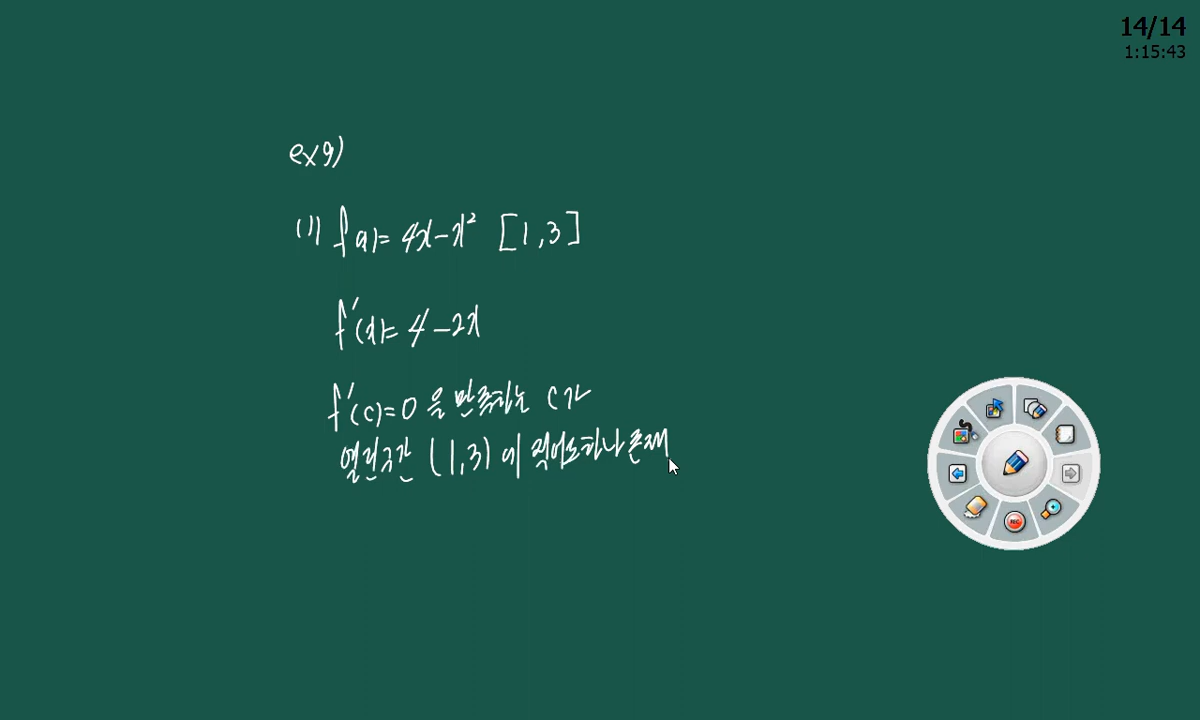 14/14
1:15:43
ex9)
(1) f(x)= 4x-x² [1,3]
f'(x)= 4-2x
f'(c)=0 을 만족하는 c가
열린구간 (1,3) 에 적어도하나 존재
REC